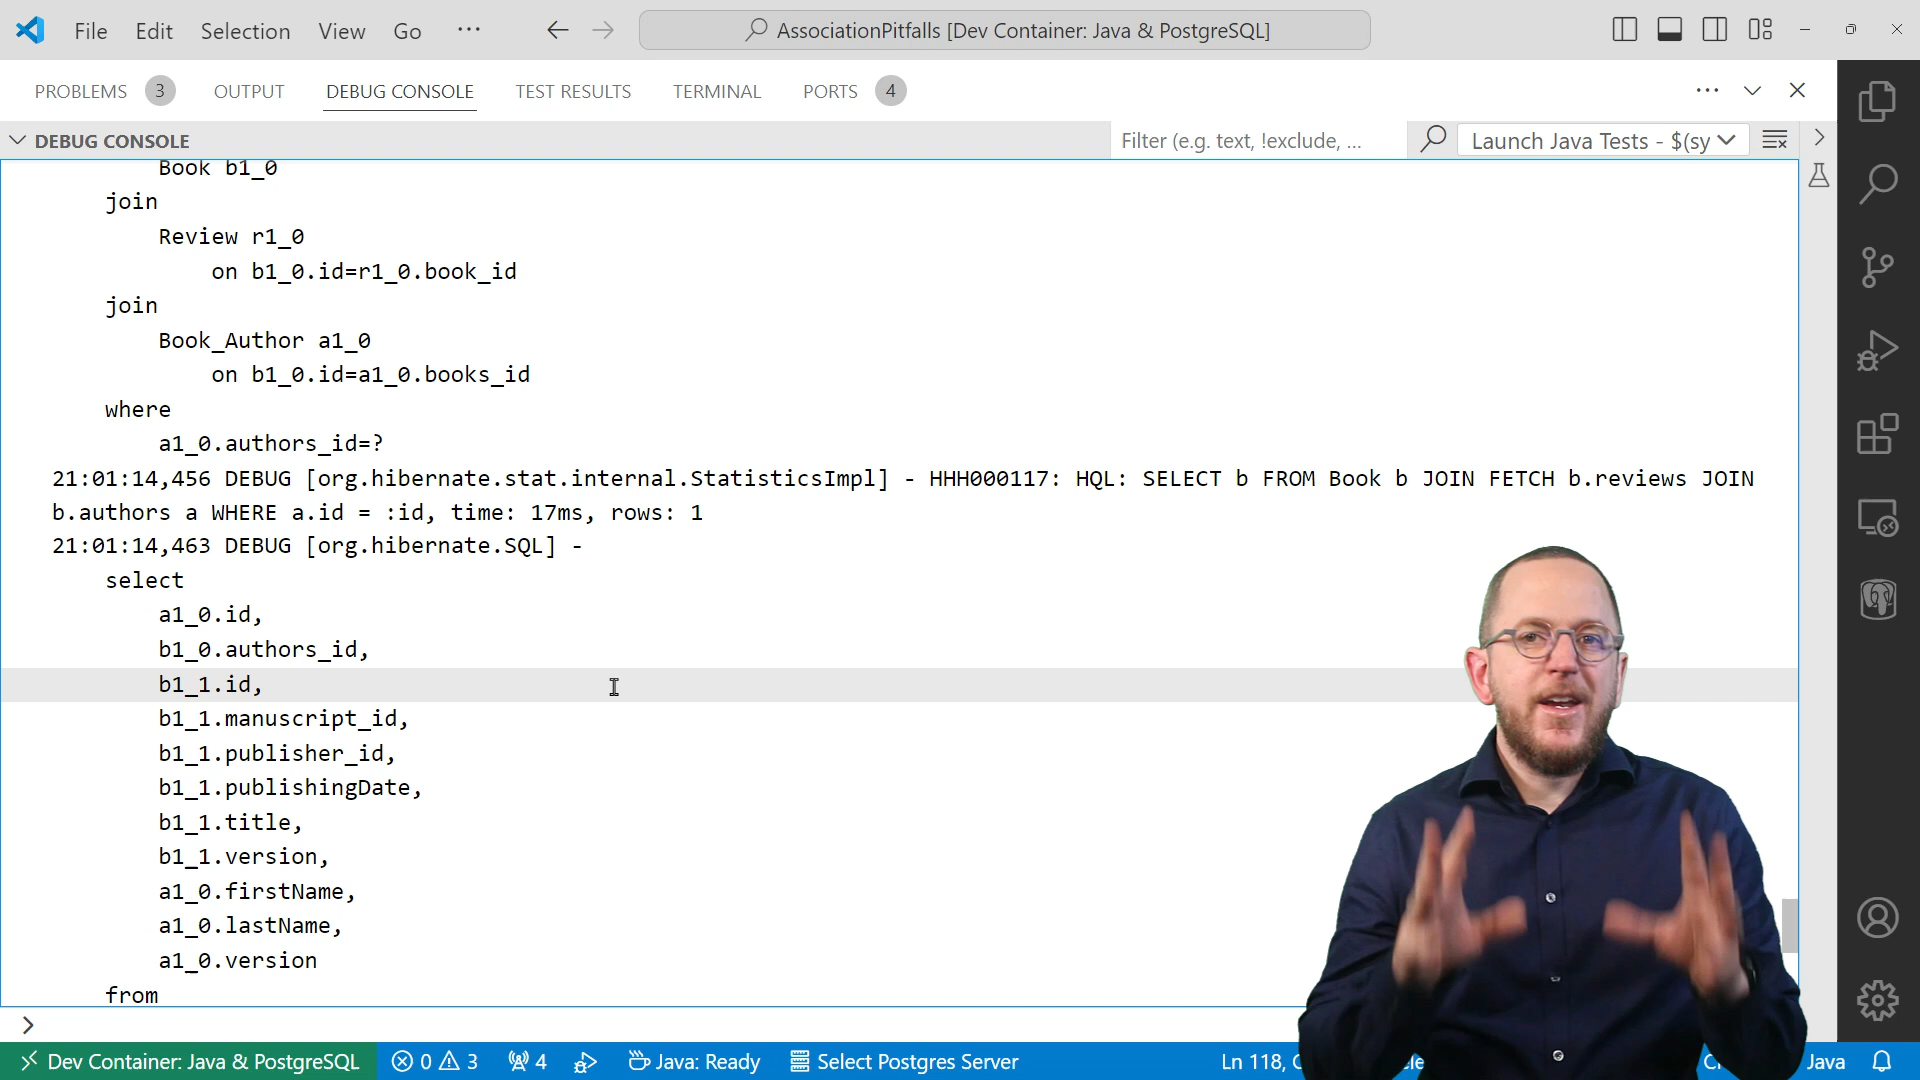 File Edit Selection View Go ···
AssociationPitfalls [Dev Container: Java & PostgreSQL]
PROBLEMS 3 OUTPUT DEBUG CONSOLE TEST RESULTS TERMINAL PORTS 4
DEBUG CONSOLE
Filter (e.g. text, !exclude, ...
Launch Java Tests - $(sy
Book b1_0
join
Review r1_0
on b1_0.id=r1_0.book_id
join
Book_Author a1_0
on b1_0.id=a1_0.books_id
where
a1_0.authors_id=?
21:01:14,456 DEBUG [org.hibernate.stat.internal.StatisticsImpl] - HHH000117: HQL: SELECT b FROM Book b JOIN FETCH b.reviews JOIN
b.authors a WHERE a.id = :id, time: 17ms, rows: 1
21:01:14,463 DEBUG [org.hibernate.SQL] -
select
a1_0.id,
b1_0.authors_id,
b1_1.id,
b1_1.manuscript_id,
b1_1.publisher_id,
b1_1.publishingDate,
b1_1.title,
b1_1.version,
a1_0.firstName,
a1_0.lastName,
a1_0.version
from
>
Dev Container: Java & PostgreSQL 0 3 4 Java: Ready Select Postgres Server Ln 118, Java